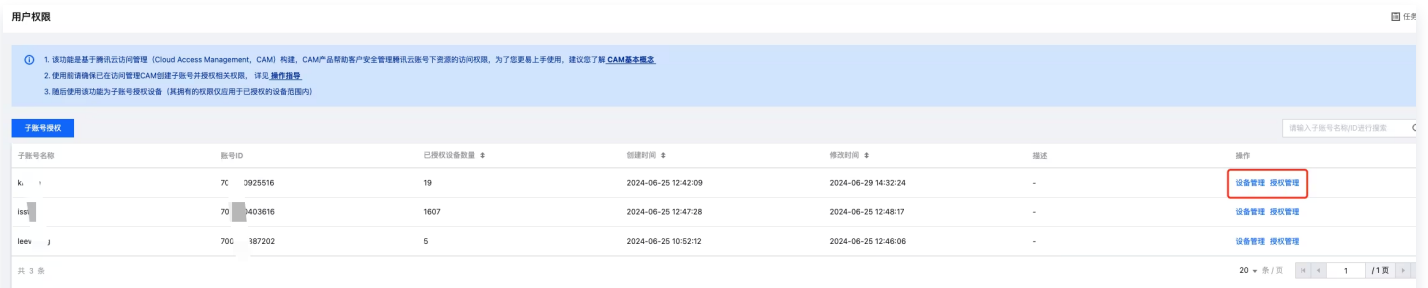 用户权限
任务
1. 该功能是基于腾讯云访问管理（Cloud Access Management，CAM）构建，CAM产品帮助客户安全管理腾讯云账号下资源的访问权限，为了您更易上手使用，建议您了解 CAM基本概念
2. 使用前请确保已在访问管理CAM创建子账号并授权相关权限， 详见 操作指导
3. 随后使用该功能为子账号授权设备（其拥有的权限仅应用于已授权的设备范围内）
子账号授权 请输入子账号名称/ID进行搜索
子账号名称 账号ID 已授权设备数量 创建时间 修改时间 描述 操作
k 70 0925516 19 2024-06-25 12:42:09 2024-06-29 14:32:24 - 设备管理 授权管理
iss 70 0403616 1607 2024-06-25 12:47:28 2024-06-25 12:48:17 - 设备管理 授权管理
leev 700 387202 5 2024-06-25 10:52:12 2024-06-25 12:46:06 - 设备管理 授权管理
共 3 条 20 条 / 页 1 / 1 页